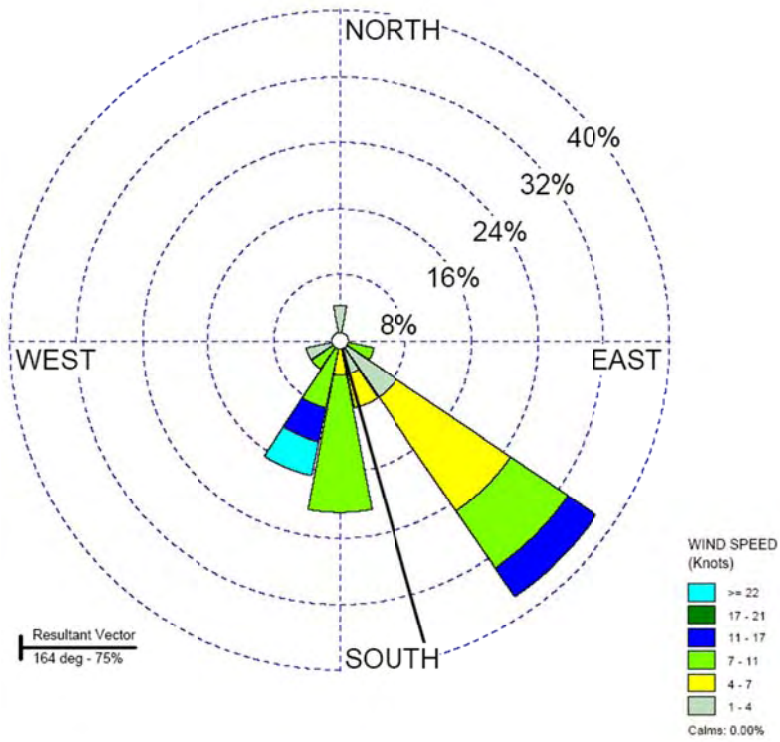 NORTH
40%
32%
24%
16%
8%
WEST
EAST
WIND SPEED
(Knots)
>= 22
17 - 21
11 - 17
7 - 11
4 - 7
1 - 4
Calms: 0.00%
Resultant Vector
164 deg - 75%
SOUTH